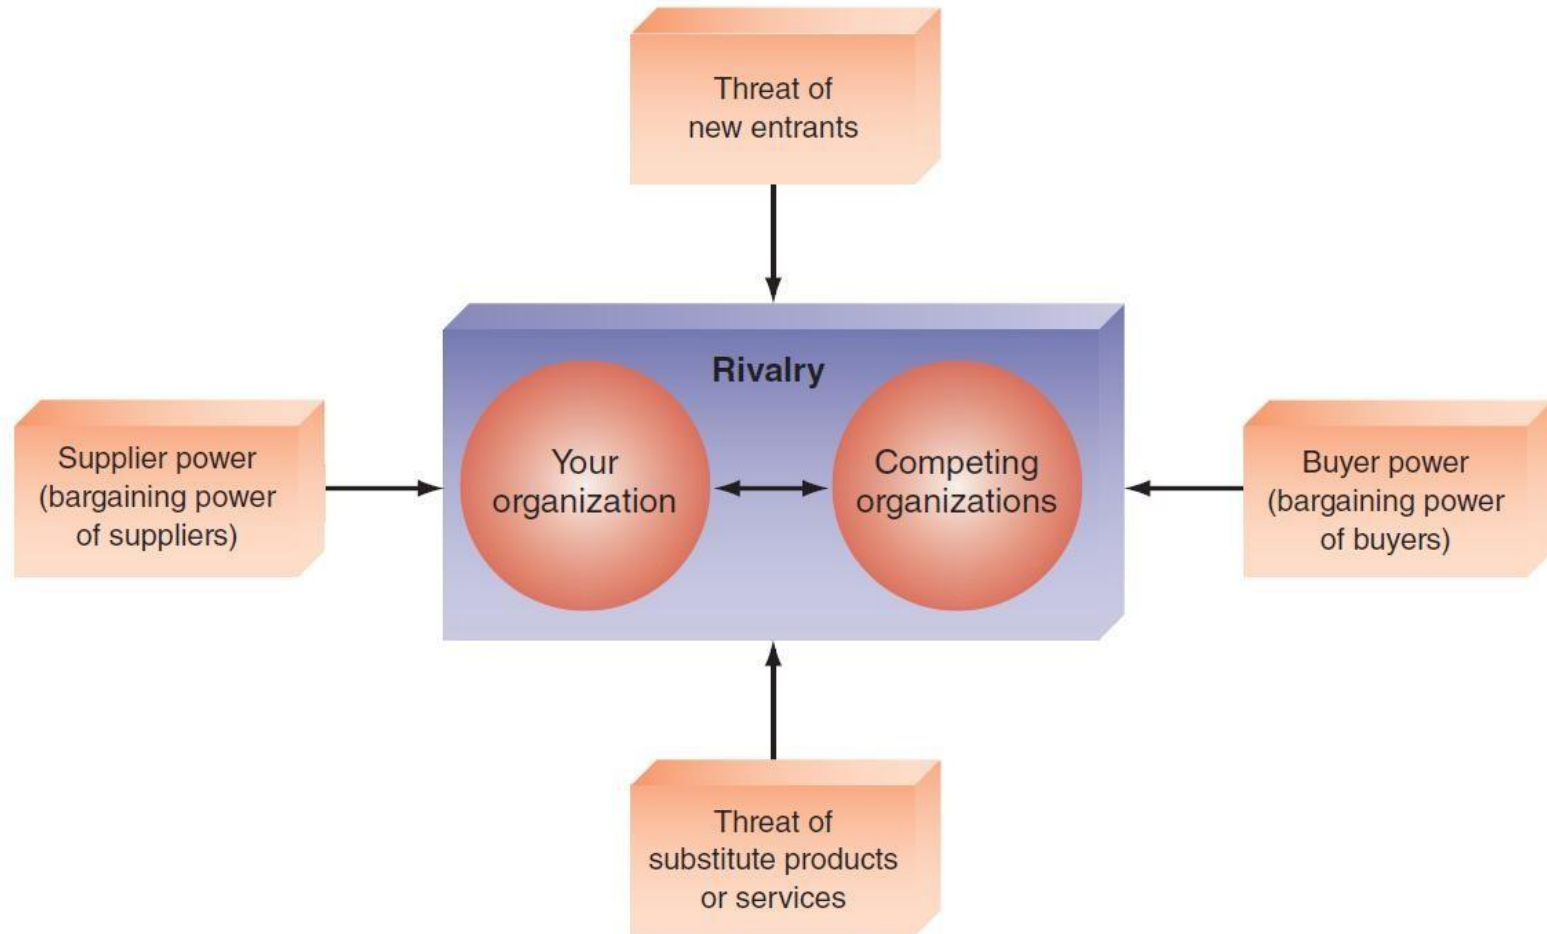 Threat of
new entrants
Rivalry
Supplier power
(bargaining power
of suppliers)
Your
organization
Competing
organizations
Buyer power
(bargaining power
of buyers)
Threat of
substitute products
or services